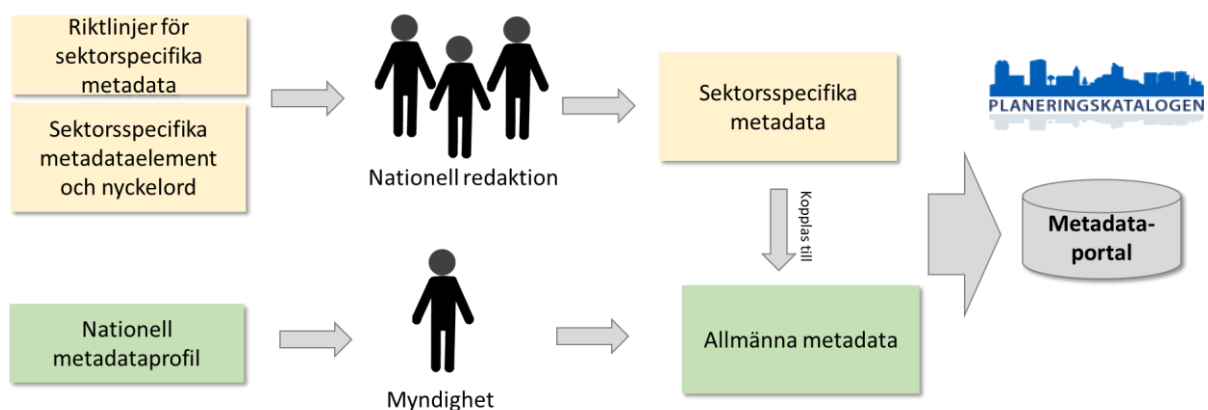 Riktlinjer för
sektorspecifika
metadata
Sektorsspecifika
metadataelement
och nyckelord
Nationell redaktion
Sektorsspecifika
metadata
PLANERINGSKATALOGEN
Kopplas till
Metadata-
portal
Nationell
metadataprofil
Myndighet
Allmänna metadata